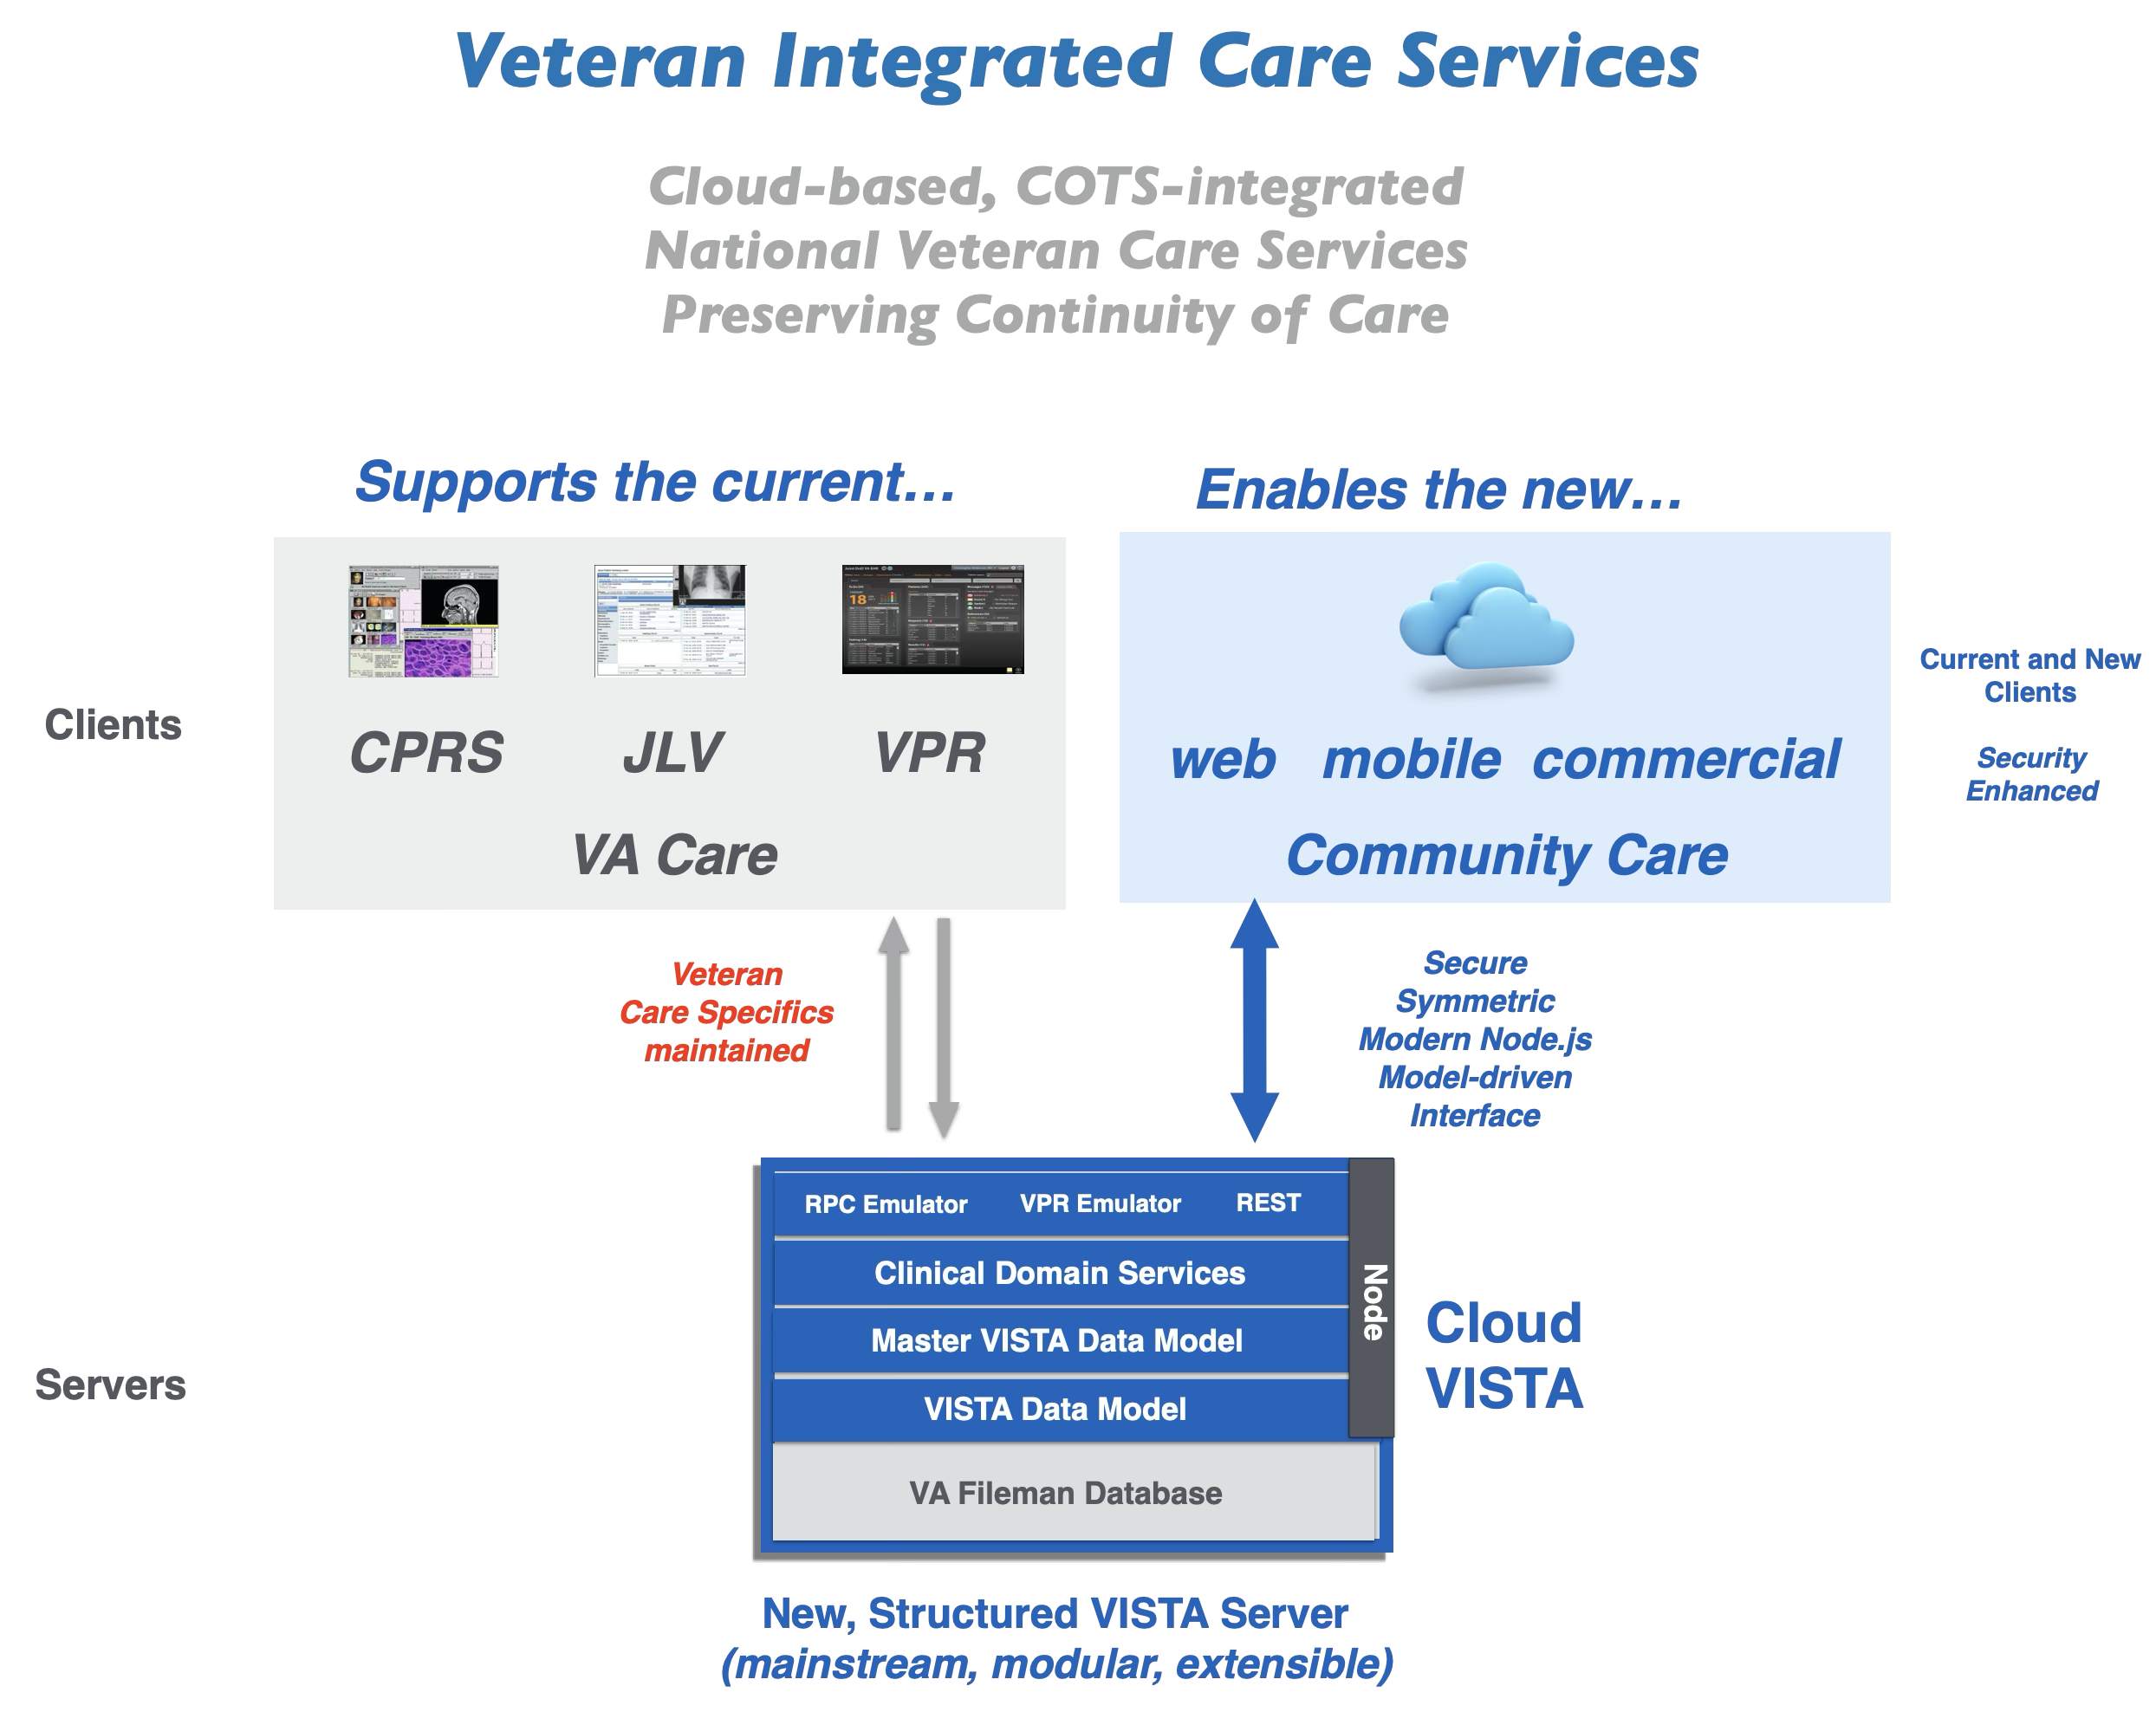 Veteran Integrated Care Services
Cloud-based, COTS-integrated
National Veteran Care Services
Preserving Continuity of Care
Supports the current...
Enables the new...
Clients
18
CPRS JLV VPR
VA Care
web mobile commercial
Community Care
Current and New
Clients
Security
Enhanced
Veteran
Care Specifics
maintained
Secure
Symmetric
Modern Node.js
Model-driven
Interface
Servers
RPC Emulator VPR Emulator REST
Clinical Domain Services
Master VISTA Data Model
VISTA Data Model
VA Fileman Database
Node
Cloud
VISTA
New, Structured VISTA Server
(mainstream, modular, extensible)